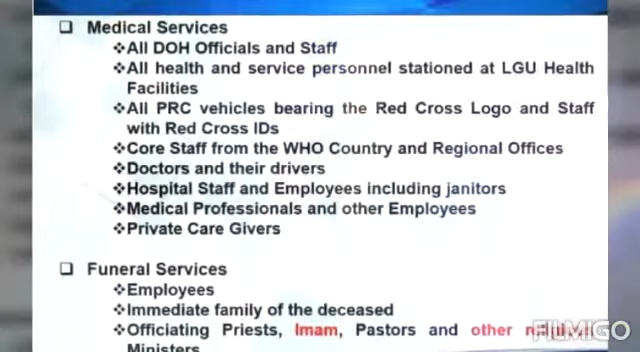 ❑ Medical Services
❖All DOH Officials and Staff
❖All health and service personnel stationed at LGU Health
Facilities
❖All PRC vehicles bearing the Red Cross Logo and Staff
with Red Cross IDs
❖Core Staff from the WHO Country and Regional Offices
❖Doctors and their drivers
❖Hospital Staff and Employees including janitors
❖Medical Professionals and other Employees
❖Private Care Givers
❑ Funeral Services
❖Employees
❖Immediate family of the deceased
❖Officiating Priests, Imam, Pastors and other
Ministers
FILMIGO